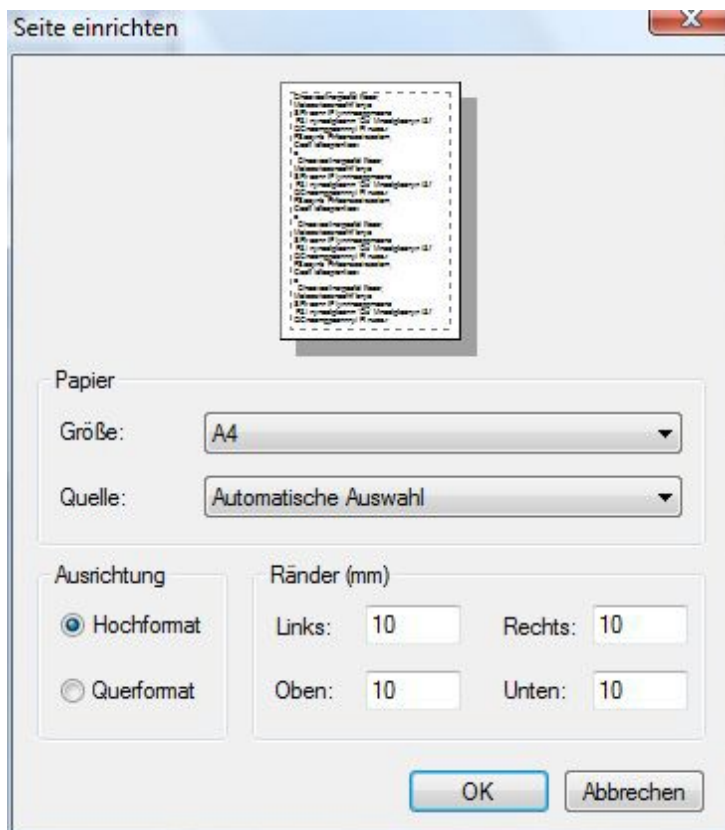 Seite einrichten
Papier
Größe:
A4
Quelle:
Automatische Auswahl
Ausrichtung
Hochformat
Querformat
Ränder (mm)
Links: 10 Rechts: 10
Oben: 10 Unten: 10
OK Abbrechen